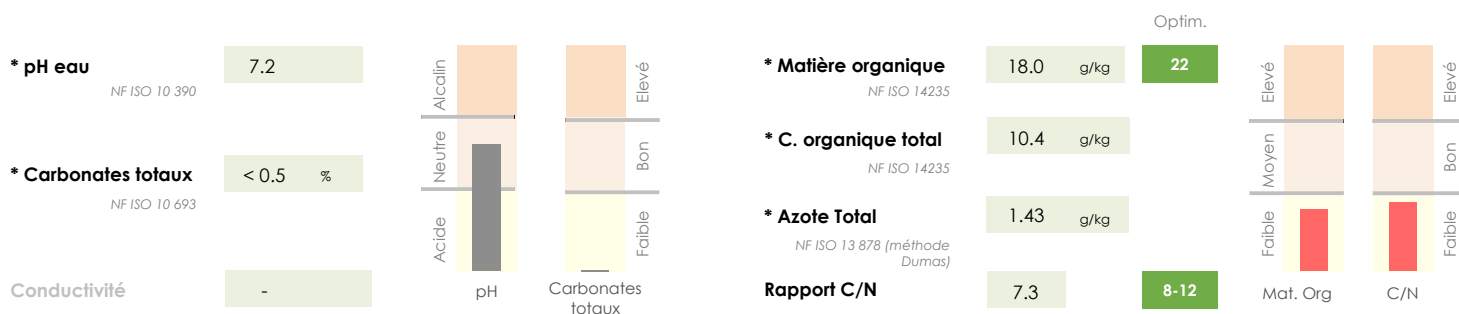 * pH eau
7.2
NF ISO 10 390
* Carbonates totaux
< 0.5 %
NF ISO 10 693
Conductivité
-
Alcalin
Neutre
Acide
Elevé
Bon
Faible
pH
Carbonates
totaux
Optim.
* Matière organique
18.0 g/kg
22
NF ISO 14235
* C. organique total
10.4 g/kg
NF ISO 14235
* Azote Total
1.43 g/kg
NF ISO 13 878 (méthode
Dumas)
Rapport C/N
7.3
8-12
Elevé
Moyen
Faible
Elevé
Bon
Faible
Mat. Org
C/N